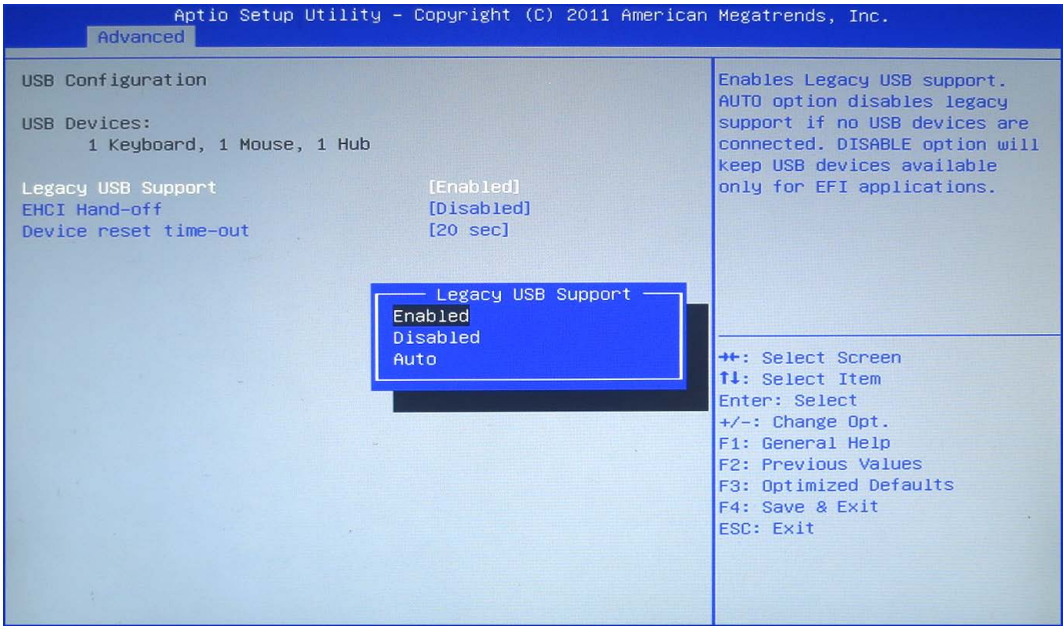 Aptio Setup Utility – Copyright (C) 2011 American Megatrends, Inc.
Advanced
USB Configuration
USB Devices:
1 Keyboard, 1 Mouse, 1 Hub
Legacy USB Support [Enabled]
EHCI Hand-off [Disabled]
Device reset time-out [20 sec]
Legacy USB Support
Enabled
Disabled
Auto
Enables Legacy USB support.
AUTO option disables legacy
support if no USB devices are
connected. DISABLE option will
keep USB devices available
only for EFI applications.
→←: Select Screen
↑↓: Select Item
Enter: Select
+/-: Change Opt.
F1: General Help
F2: Previous Values
F3: Optimized Defaults
F4: Save & Exit
ESC: Exit